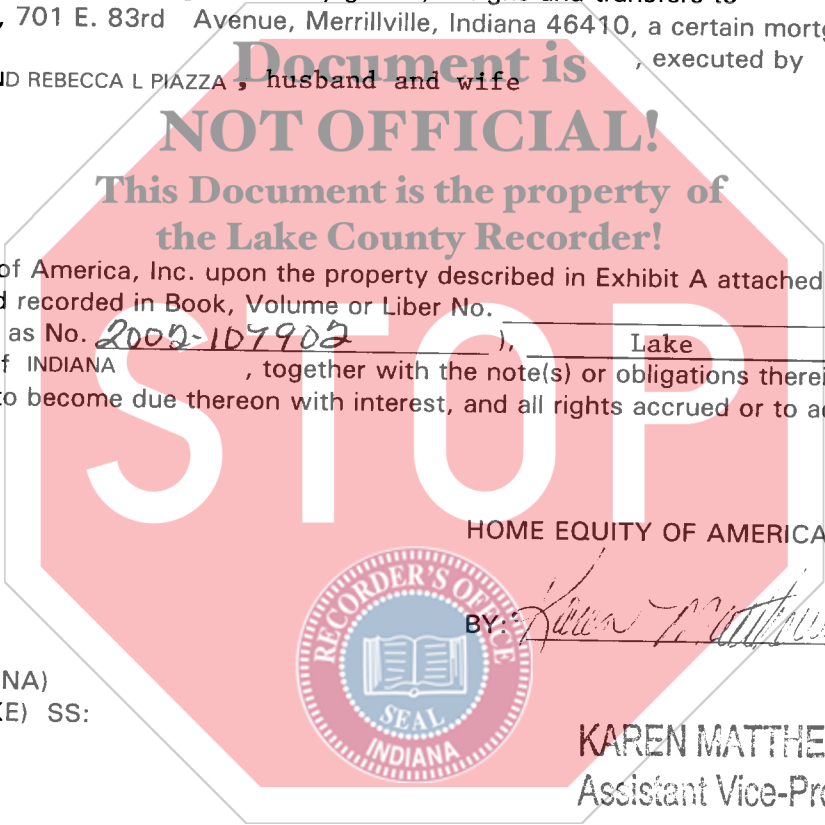 , 701 E. 83rd Avenue, Merrillville, Indiana 46410, a certain mortg
Document is , executed by
ND REBECCA L PIAZZA , husband and wife
NOT OFFICIAL!
This Document is the property of
the Lake County Recorder!
of America, Inc. upon the property described in Exhibit A attached
d recorded in Book, Volume or Liber No.
as No. 2002-107902 ), Lake
f INDIANA , together with the note(s) or obligations therei
to become due thereon with interest, and all rights accrued or to a
STOP
HOME EQUITY OF AMERICA
RECORDER'S OFFICE
BY: Karen
SEAL
INDIANA
NA)
E) SS:
KAREN MATTHE
Assistant Vice-Pr